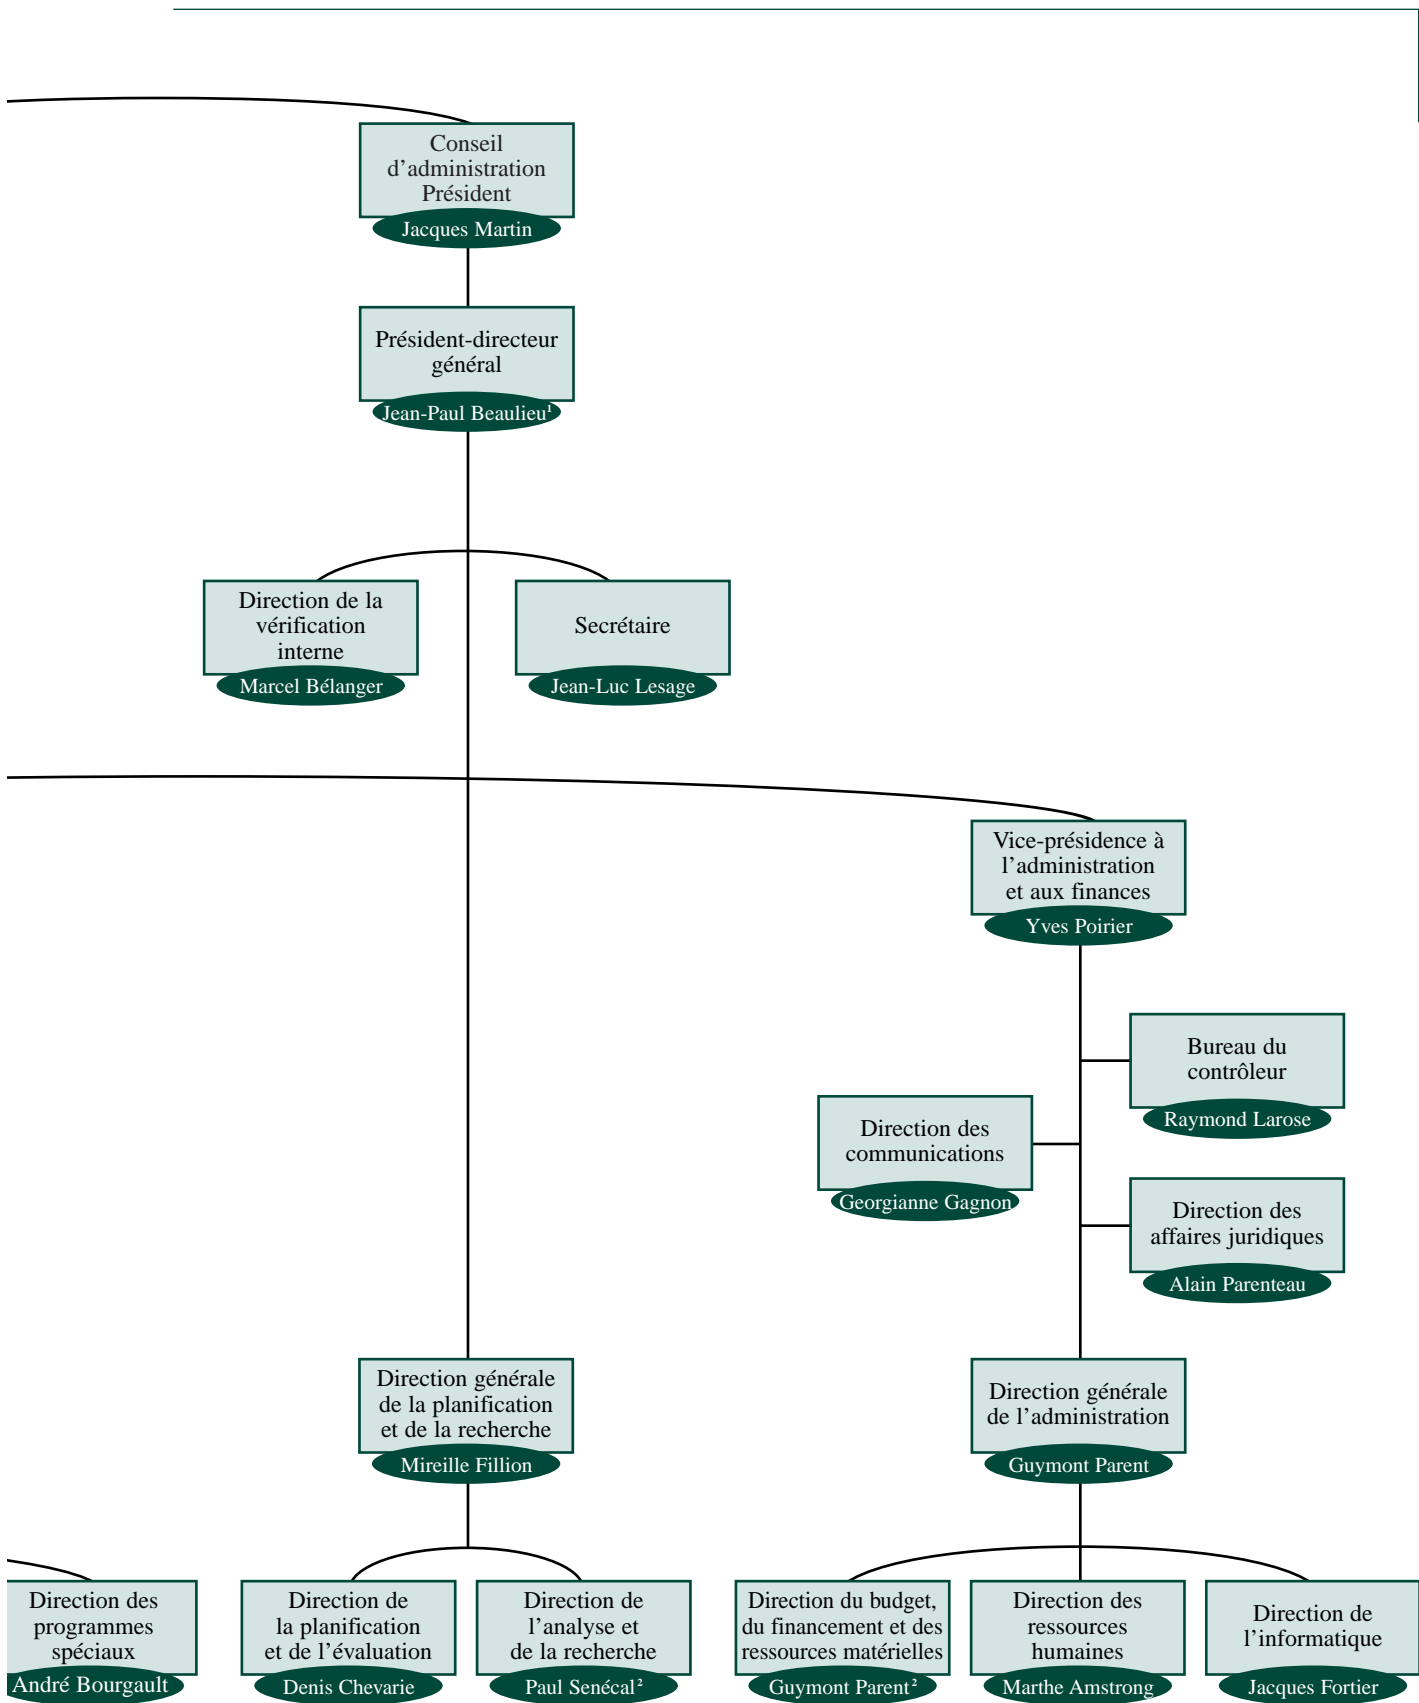 Conseil
d’administration
Président
Jacques Martin
Président-directeur
général
Jean-Paul Beaulieu¹
Direction de la
vérification
interne
Marcel Bélanger
Secrétaire
Jean-Luc Lesage
Vice-présidence à
l’administration
et aux finances
Yves Poirier
Bureau du
contrôleur
Raymond Larose
Direction des
communications
Georgianne Gagnon
Direction des
affaires juridiques
Alain Parenteau
Direction générale
de la planification
et de la recherche
Mireille Fillion
Direction générale
de l’administration
Guymont Parent
Direction des
programmes
spéciaux
André Bourgault
Direction de
la planification
et de l’évaluation
Denis Chevarie
Direction de
l’analyse et
de la recherche
Paul Senécal²
Direction du budget,
du financement et des
ressources matérielles
Guymont Parent²
Direction des
ressources
humaines
Marthe Amstrong
Direction de
l’informatique
Jacques Fortier